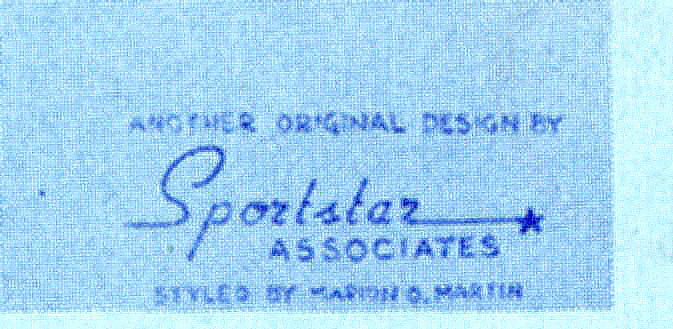 ANOTHER ORIGINAL DESIGN BY
Sportstar
ASSOCIATES
STYLED BY MARION O. MARTIN